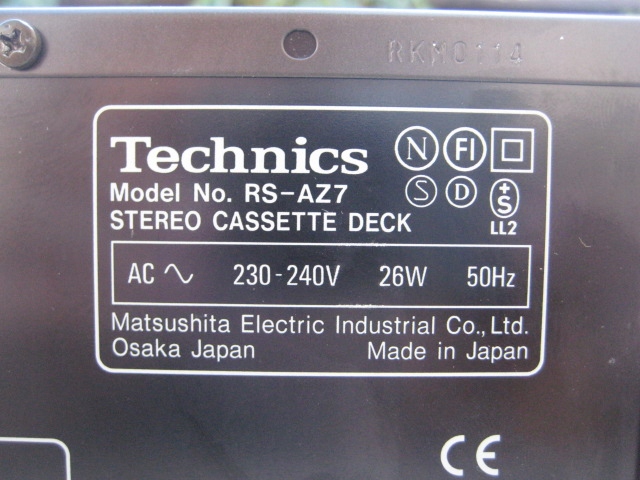 RKM0114
Technics N FI
Model No. RS-AZ7 S D +S
STEREO CASSETTE DECK LL2
AC 230-240V 26W 50Hz
Matsushita Electric Industrial Co., Ltd.
Osaka Japan Made in Japan
CE